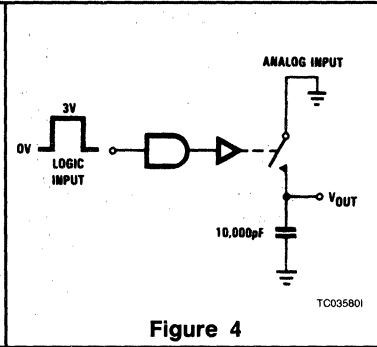 ANALOG INPUT
3V
0V
LOGIC
INPUT
VOUT
10,000pF
TC03580I
Figure 4